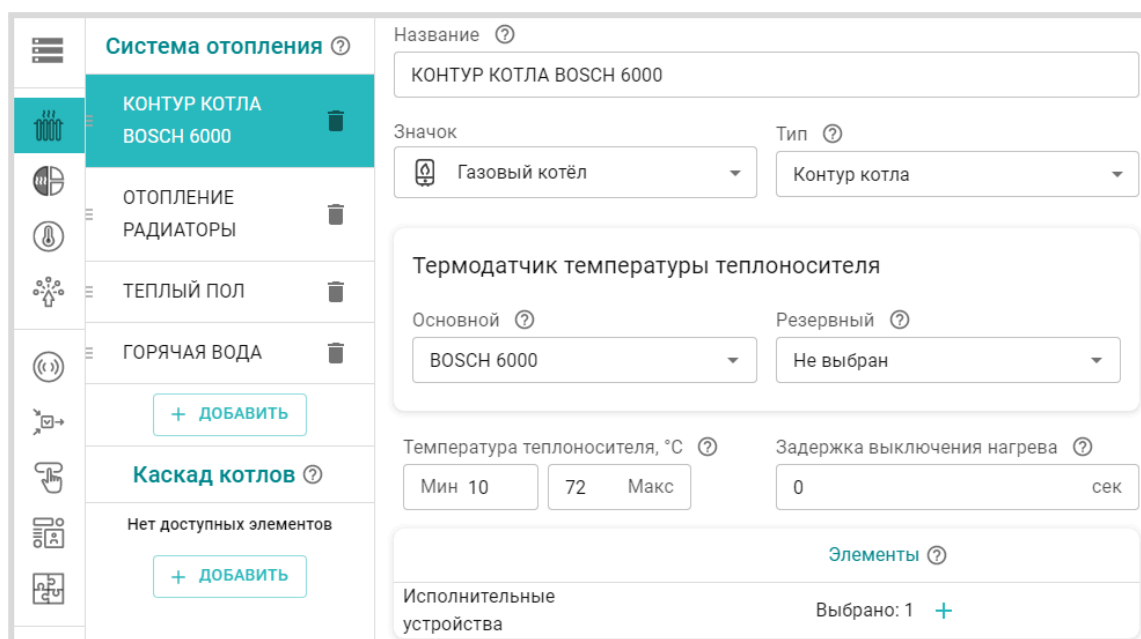 Система отопления
КОНТУР КОТЛА
BOSCH 6000
ОТОПЛЕНИЕ
РАДИАТОРЫ
ТЕПЛЫЙ ПОЛ
ГОРЯЧАЯ ВОДА
+ ДОБАВИТЬ
Каскад котлов
Нет доступных элементов
+ ДОБАВИТЬ
Название
КОНТУР КОТЛА BOSCH 6000
Значок
Тип
Газовый котёл
Контур котла
Термодатчик температуры теплоносителя
Основной
Резервный
BOSCH 6000
Не выбран
Температура теплоносителя, °C
Задержка выключения нагрева
Мин 10
72 Макс
0 сек
Элементы
Исполнительные
устройства
Выбрано: 1 +